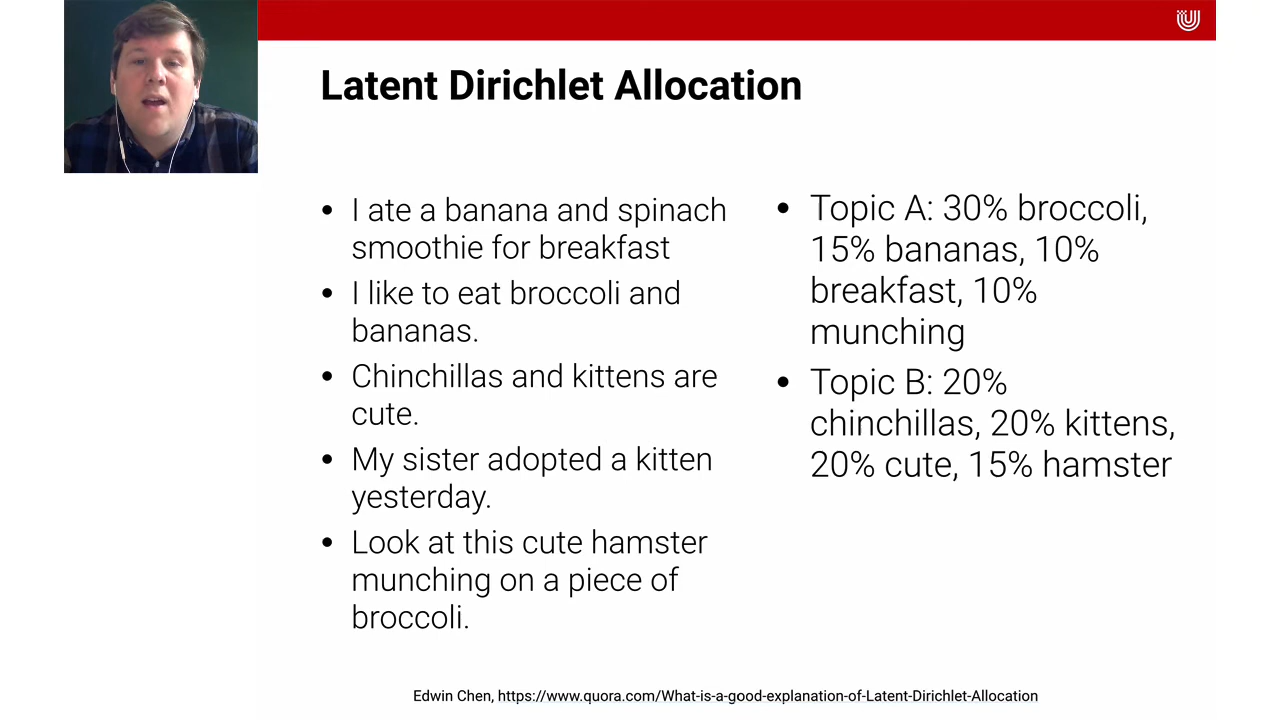 Latent Dirichlet Allocation
• I ate a banana and spinach
smoothie for breakfast
• I like to eat broccoli and
bananas.
• Chinchillas and kittens are
cute.
• My sister adopted a kitten
yesterday.
• Look at this cute hamster
munching on a piece of
broccoli.
• Topic A: 30% broccoli,
15% bananas, 10%
breakfast, 10%
munching
• Topic B: 20%
chinchillas, 20% kittens,
20% cute, 15% hamster
Edwin Chen, https://www.quora.com/What-is-a-good-explanation-of-Latent-Dirichlet-Allocation